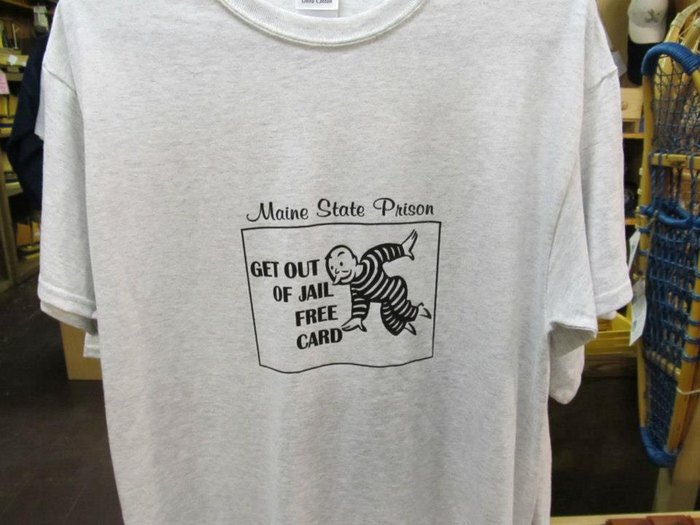 Maine State Prison
GET OUT
OF JAIL
FREE
CARD